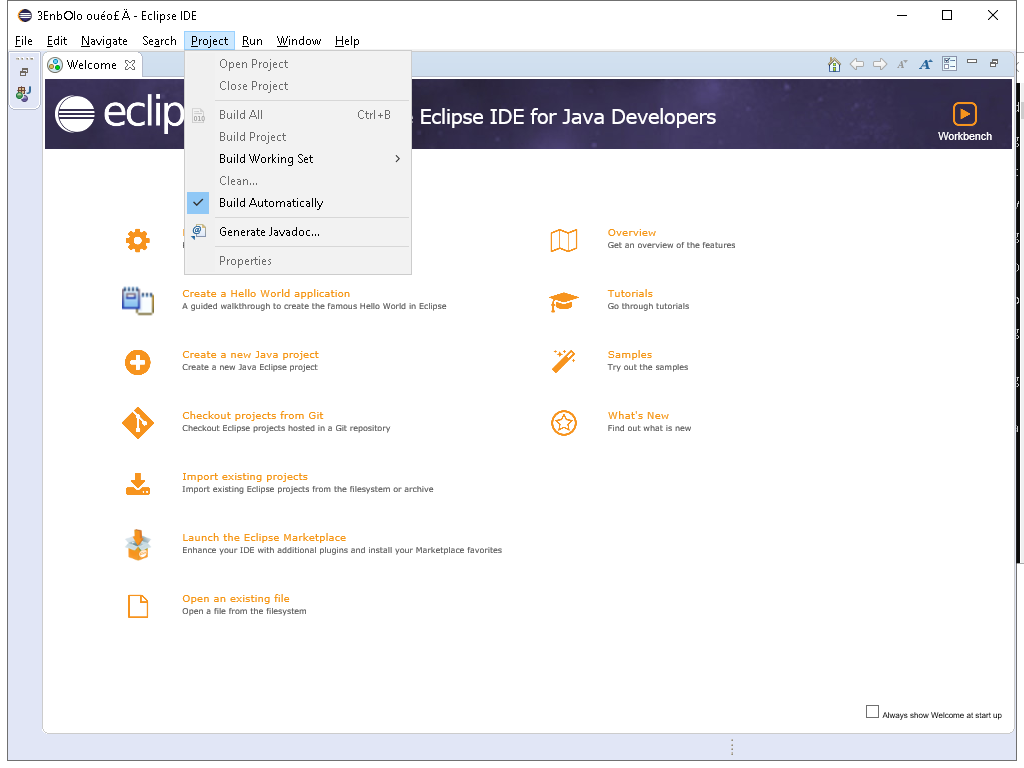 3EnbOlo ouéo£Ä - Eclipse IDE
File Edit Navigate Search Project Run Window Help
Welcome
Open Project
Close Project
Build All Ctrl+B
Build Project
Build Working Set
Clean...
Build Automatically
Generate Javadoc...
Properties
eclip
Eclipse IDE for Java Developers
Workbench
Create a Hello World application
A guided walkthrough to create the famous Hello World in Eclipse
Create a new Java project
Create a new Java Eclipse project
Checkout projects from Git
Checkout Eclipse projects hosted in a Git repository
Import existing projects
Import existing Eclipse projects from the filesystem or archive
Launch the Eclipse Marketplace
Enhance your IDE with additional plugins and install your Marketplace favorites
Open an existing file
Open a file from the filesystem
Overview
Get an overview of the features
Tutorials
Go through tutorials
Samples
Try out the samples
What's New
Find out what is new
Always show Welcome at start up